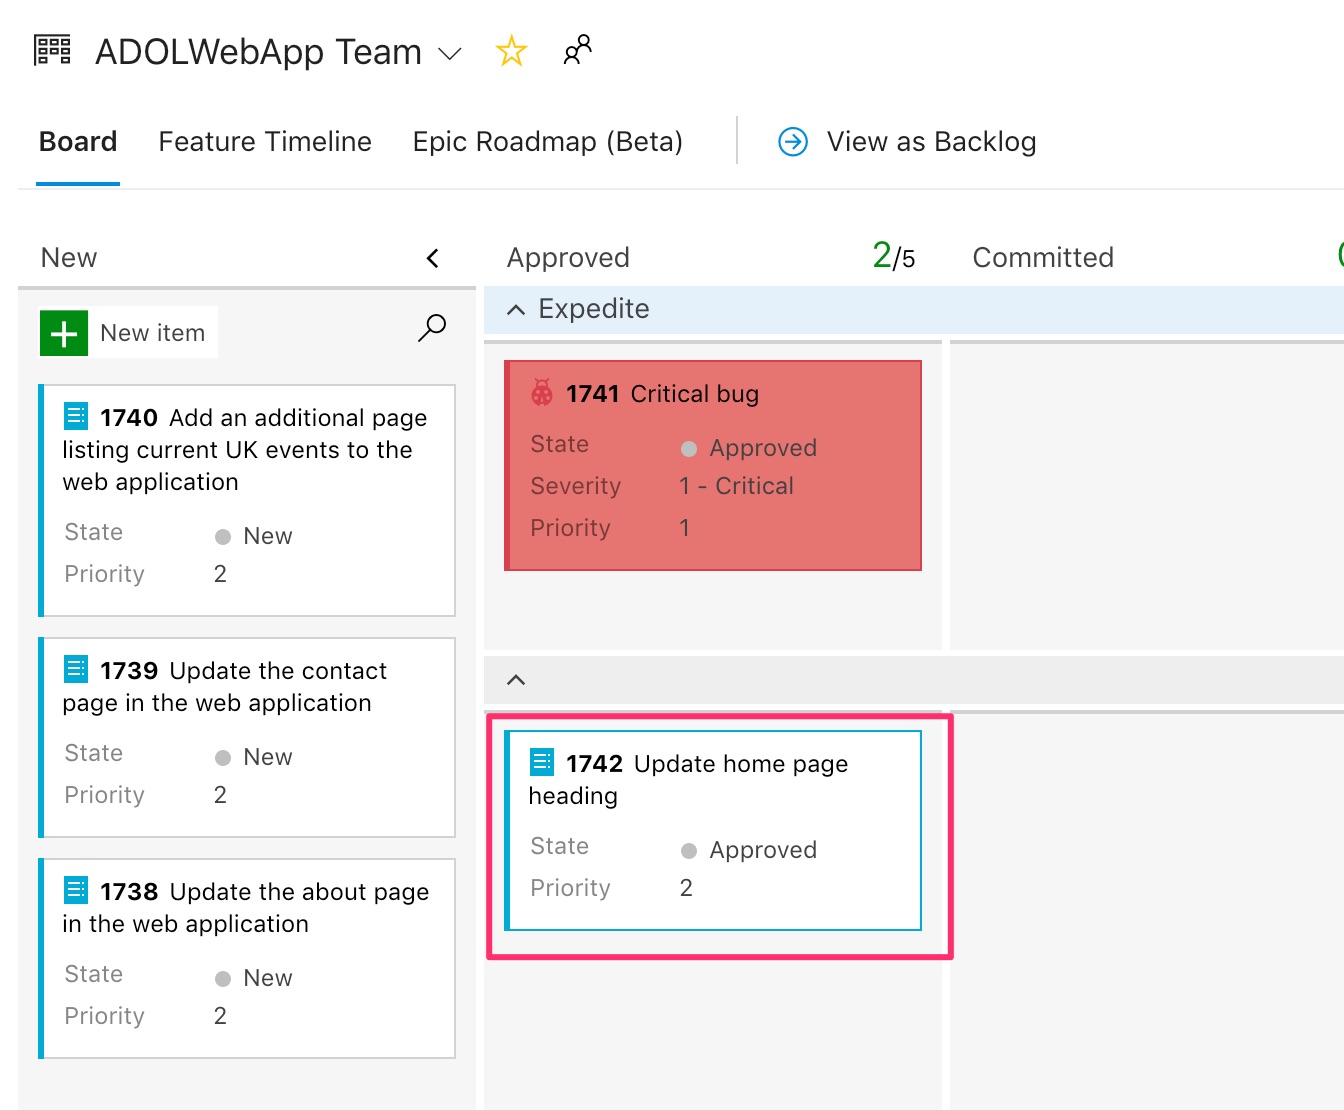 ADOLWebApp Team
Board Feature Timeline Epic Roadmap (Beta) View as Backlog
New
New item
1740 Add an additional page
listing current UK events to the
web application
State New
Priority 2
1739 Update the contact
page in the web application
State New
Priority 2
1738 Update the about page
in the web application
State New
Priority 2
Approved 2/5
Expedite
1741 Critical bug
State Approved
Severity 1 - Critical
Priority 1
1742 Update home page
heading
State Approved
Priority 2
Committed